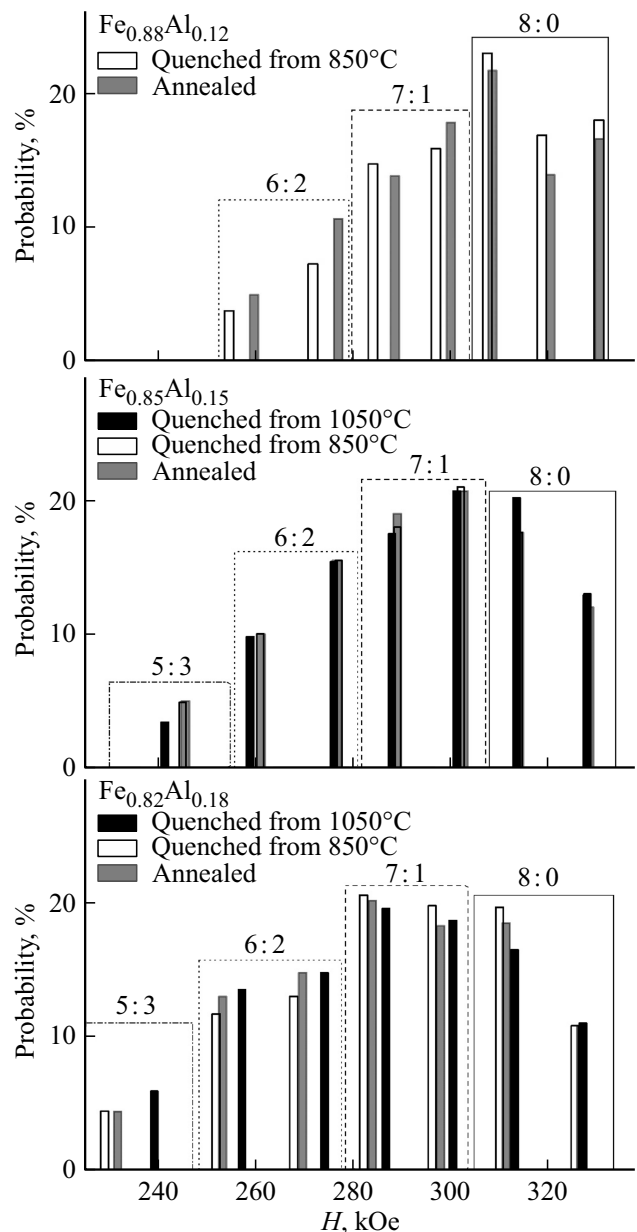 Fe0.88Al0.12
Quenched from 850°C
Annealed
8:0
7:1
6:2
20
10
0
Probability, %
Fe0.85Al0.15
Quenched from 1050°C
Quenched from 850°C
Annealed
7:1
8:0
6:2
5:3
20
10
0
Probability, %
Fe0.82Al0.18
Quenched from 1050°C
Quenched from 850°C
Annealed
7:1
8:0
6:2
5:3
20
10
0
Probability, %
240 260 280 300 320
H, kOe